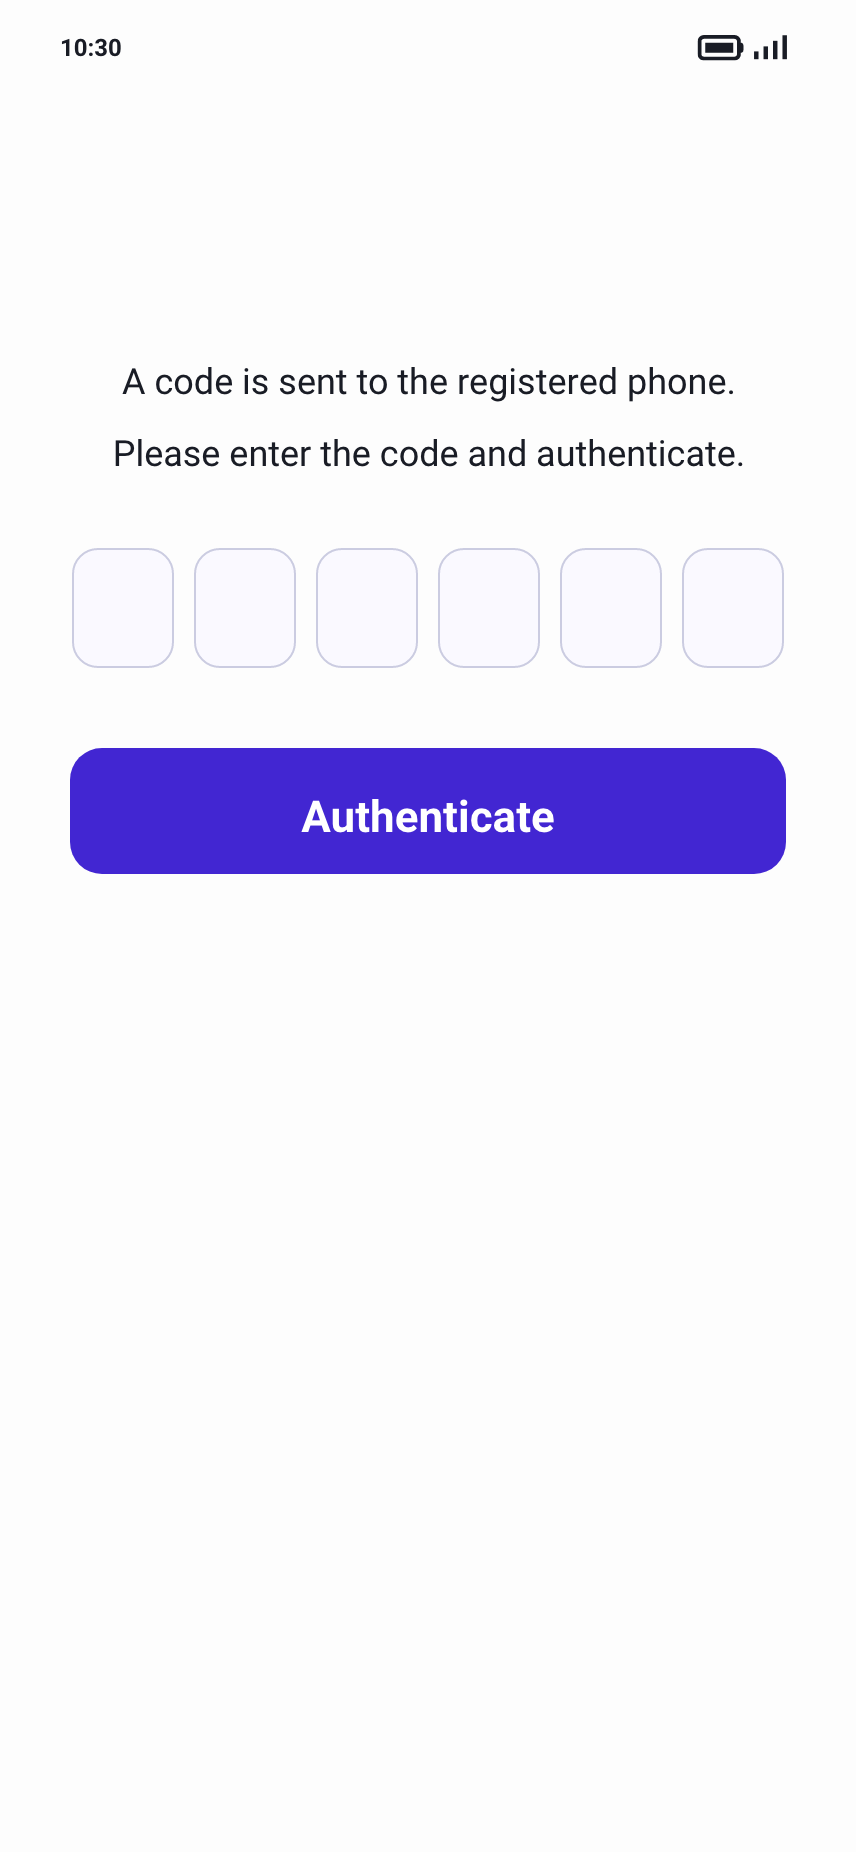 10:30
A code is sent to the registered phone.
Please enter the code and authenticate.
Authenticate